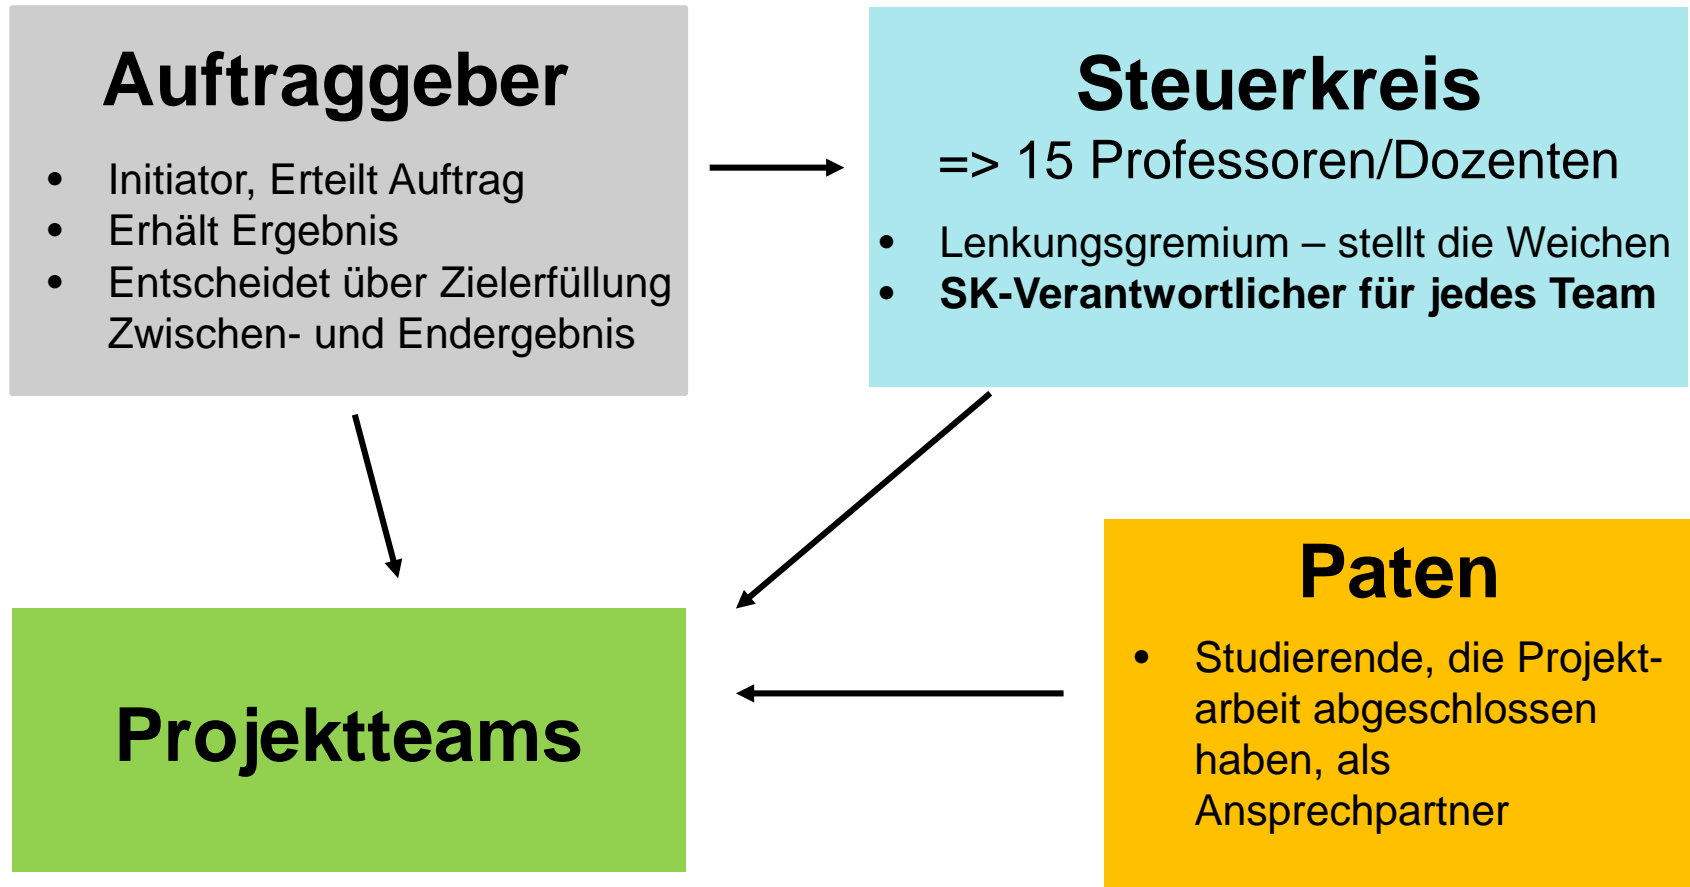 Auftraggeber
• Initiator, Erteilt Auftrag
• Erhält Ergebnis
• Entscheidet über Zielerfüllung
Zwischen- und Endergebnis
Steuerkreis
=> 15 Professoren/Dozenten
• Lenkungsgremium – stellt die Weichen
• SK-Verantwortlicher für jedes Team
Projektteams
Paten
• Studierende, die Projekt-
arbeit abgeschlossen
haben, als
Ansprechpartner